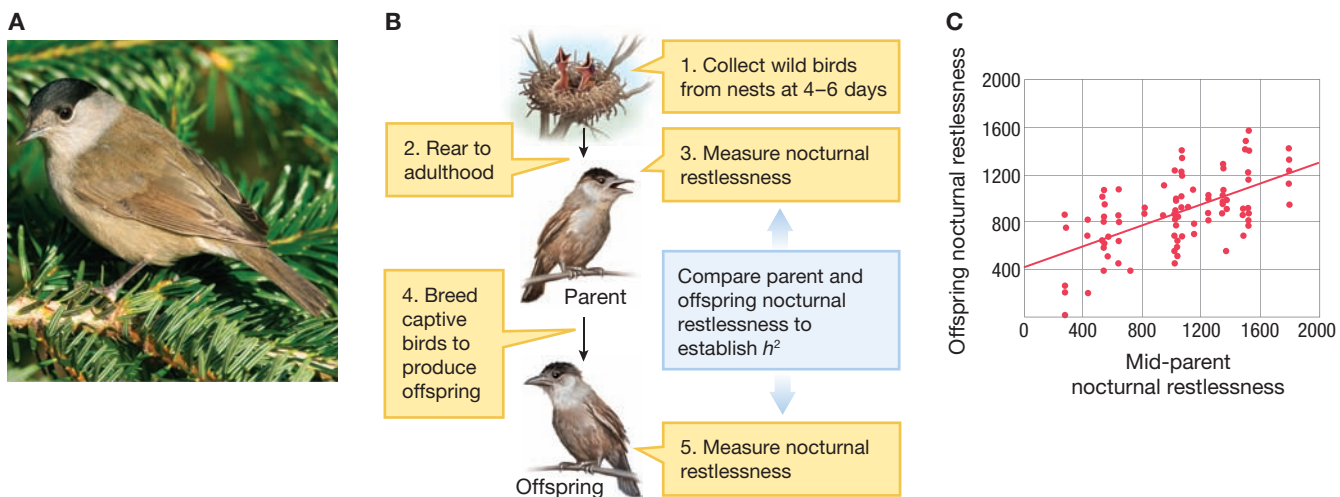 A
B
1. Collect wild birds
from nests at 4–6 days
2. Rear to
adulthood
3. Measure nocturnal
restlessness
Parent
4. Breed
captive
birds to
produce
offspring
Compare parent and
offspring nocturnal
restlessness to
establish h²
Offspring
5. Measure nocturnal
restlessness
C
Offspring nocturnal restlessness
2000
1600
1200
800
400
0 400 800 1200 1600 2000
Mid-parent
nocturnal restlessness